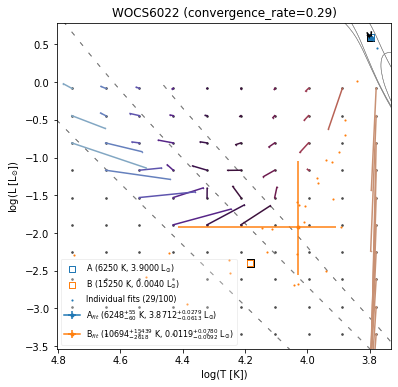 WOCS6022 (convergence_rate=0.29)
log(L [L⊙])
0.5
0.0
−0.5
−1.0
−1.5
−2.0
−2.5
−3.0
−3.5
A (6250 K, 3.9000 L⊙)
B (15250 K, 0.0040 L⊙)
Individual fits (29/100)
A_fit (6248^{+55}_{−60} K, 3.8712^{+0.0279}_{−0.0613} L⊙)
B_fit (10694^{+15439}_{−2618} K, 0.0119^{+0.0780}_{−0.0092} L⊙)
4.8 4.6 4.4 4.2 4.0 3.8
log(T [K])